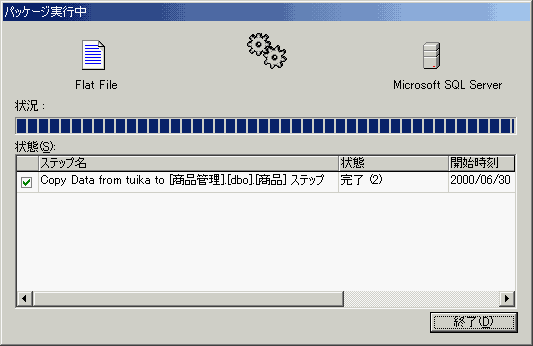 パッケージ実行中
Flat File
Microsoft SQL Server
状況：
状態(S):
ステップ名 状態 開始時刻
Copy Data from tuika to [商品管理].[dbo].[商品] ステップ 完了 (2) 2000/06/30
終了(D)